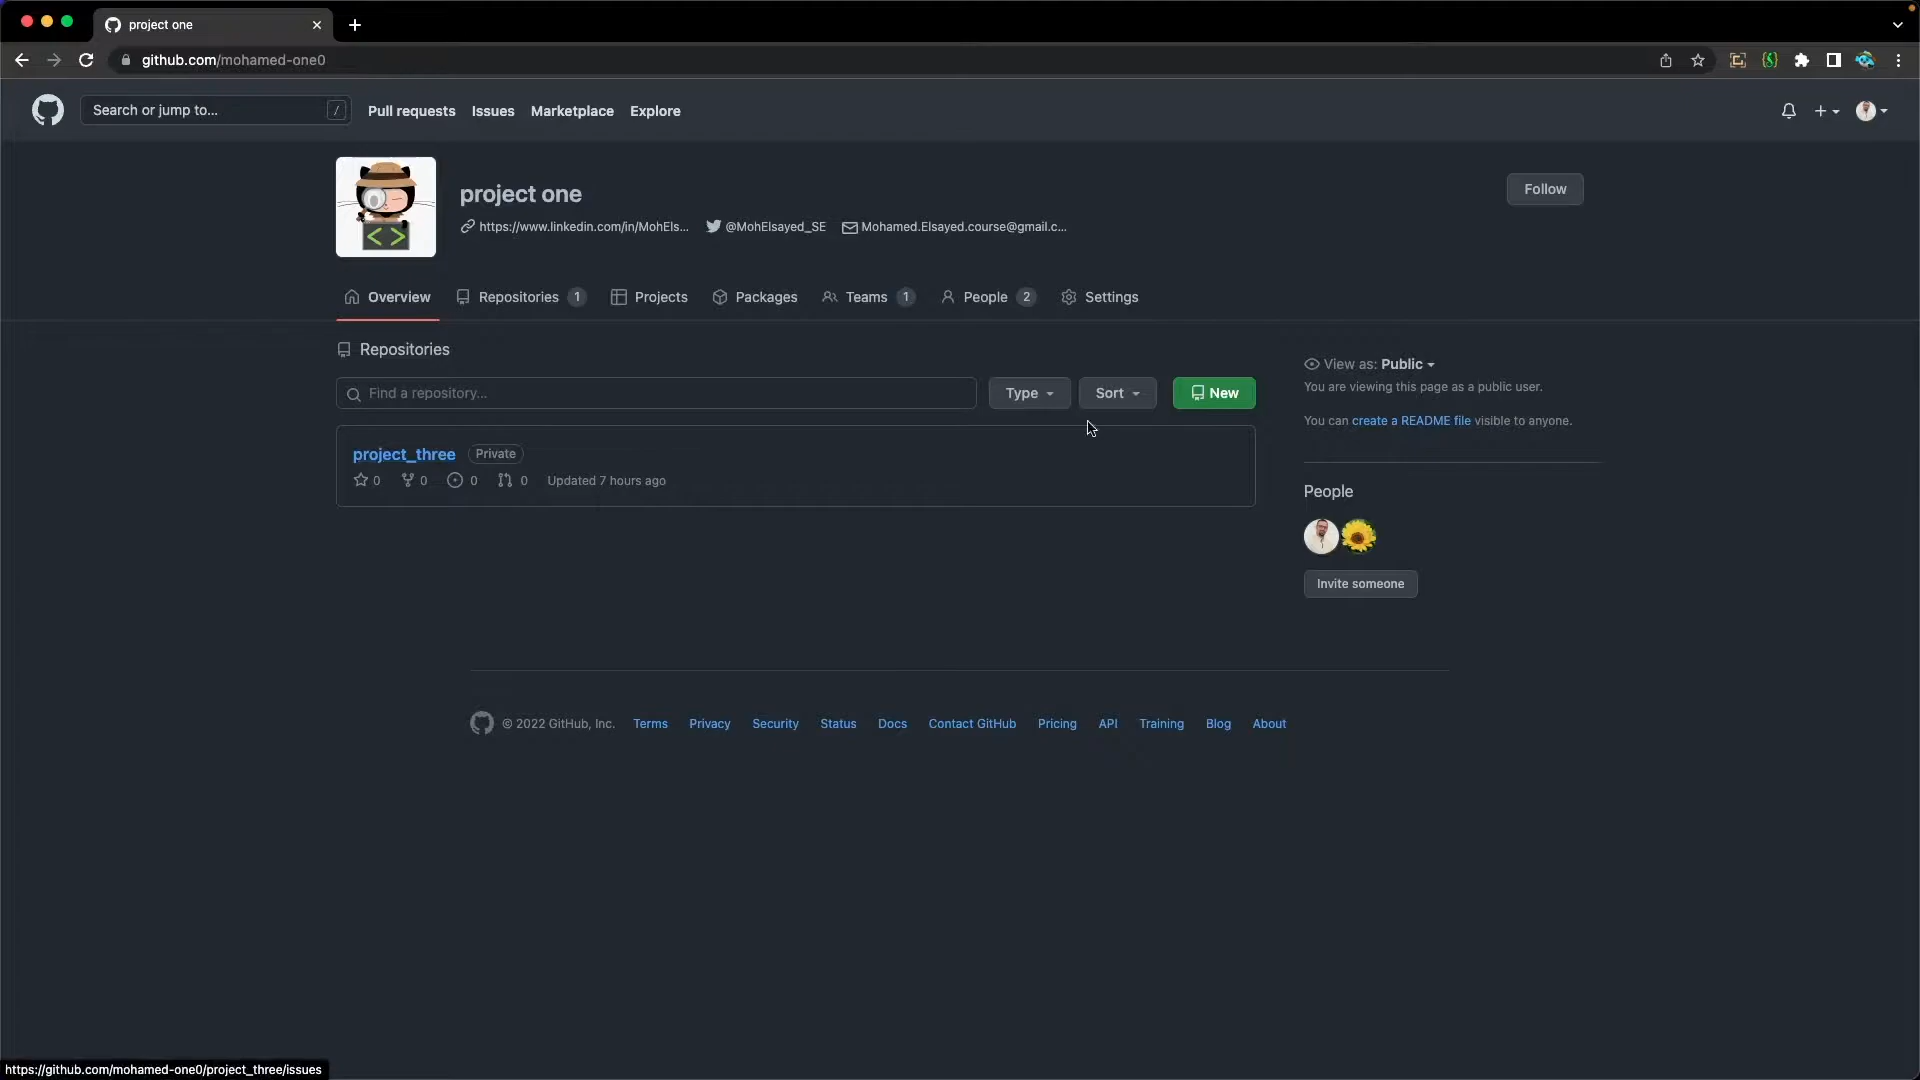 project one
github.com/mohamed-one0
Search or jump to... /
Pull requests
Issues
Marketplace
Explore
project one
Follow
https://www.linkedin.com/in/MohEls...
@MohElsayed_SE
Mohamed.Elsayed.course@gmail.c...
Overview
Repositories 1
Projects
Packages
Teams 1
People 2
Settings
Repositories
Find a repository...
Type
Sort
New
project_three Private
0 0 0 0 Updated 7 hours ago
View as: Public
You are viewing this page as a public user.
You can create a README file visible to anyone.
People
Invite someone
© 2022 GitHub, Inc.
Terms
Privacy
Security
Status
Docs
Contact GitHub
Pricing
API
Training
Blog
About
https://github.com/mohamed-one0/project_three/issues